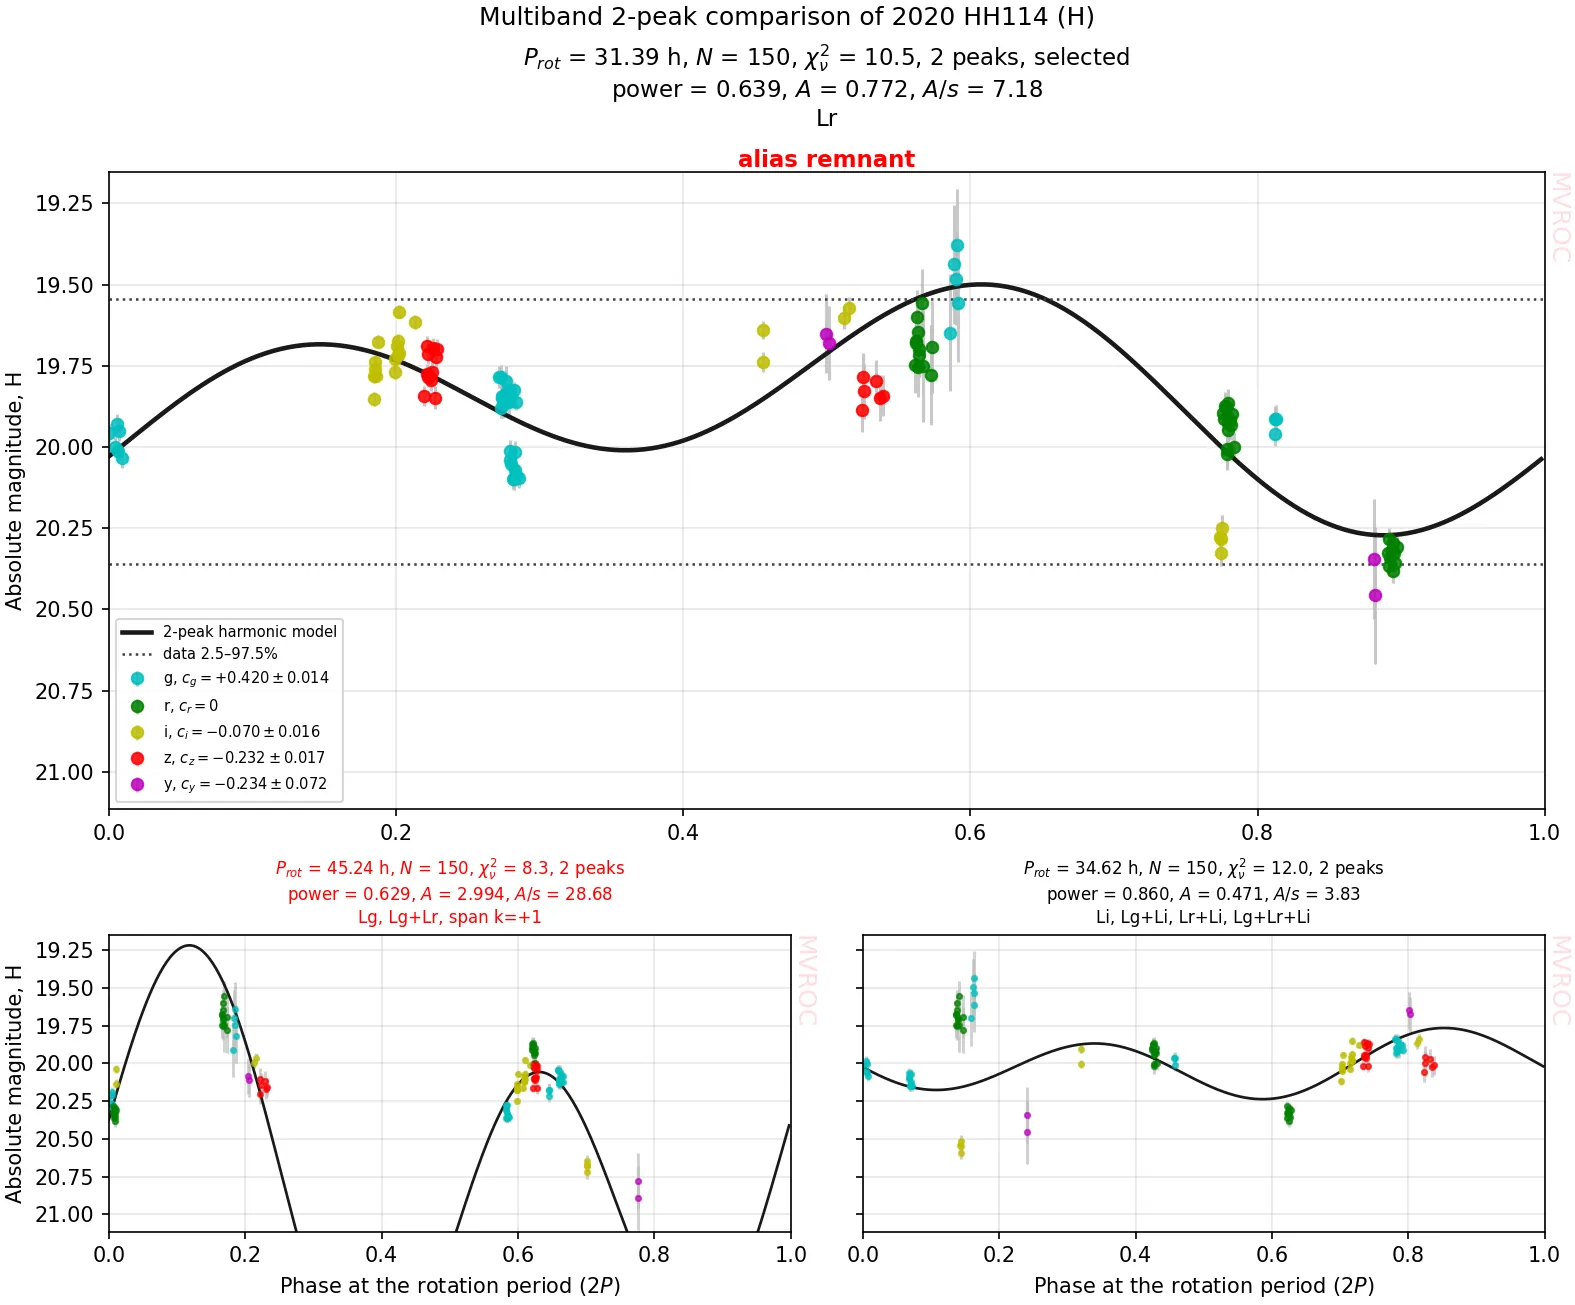 Multiband 2-peak comparison of 2020 HH114 (H)
P_rot = 31.39 h, N = 150, χ²_ν = 10.5, 2 peaks, selected
power = 0.639, A = 0.772, A/s = 7.18
Lr
alias remnant
MVROC
Absolute magnitude, H
19.25
19.50
19.75
20.00
20.25
20.50
20.75
21.00
2-peak harmonic model
data 2.5–97.5%
g, c_g = +0.420 ± 0.014
r, c_r = 0
i, c_i = −0.070 ± 0.016
z, c_z = −0.232 ± 0.017
y, c_y = −0.234 ± 0.072
0.0 0.2 0.4 0.6 0.8 1.0
P_rot = 45.24 h, N = 150, χ²_ν = 8.3, 2 peaks
power = 0.629, A = 2.994, A/s = 28.68
Lg, Lg+Lr, span k=+1
MVROC
Absolute magnitude, H
19.25
19.50
19.75
20.00
20.25
20.50
20.75
21.00
0.0 0.2 0.4 0.6 0.8 1.0
Phase at the rotation period (2P)
P_rot = 34.62 h, N = 150, χ²_ν = 12.0, 2 peaks
power = 0.860, A = 0.471, A/s = 3.83
Li, Lg+Li, Lr+Li, Lg+Lr+Li
MVROC
0.0 0.2 0.4 0.6 0.8 1.0
Phase at the rotation period (2P)